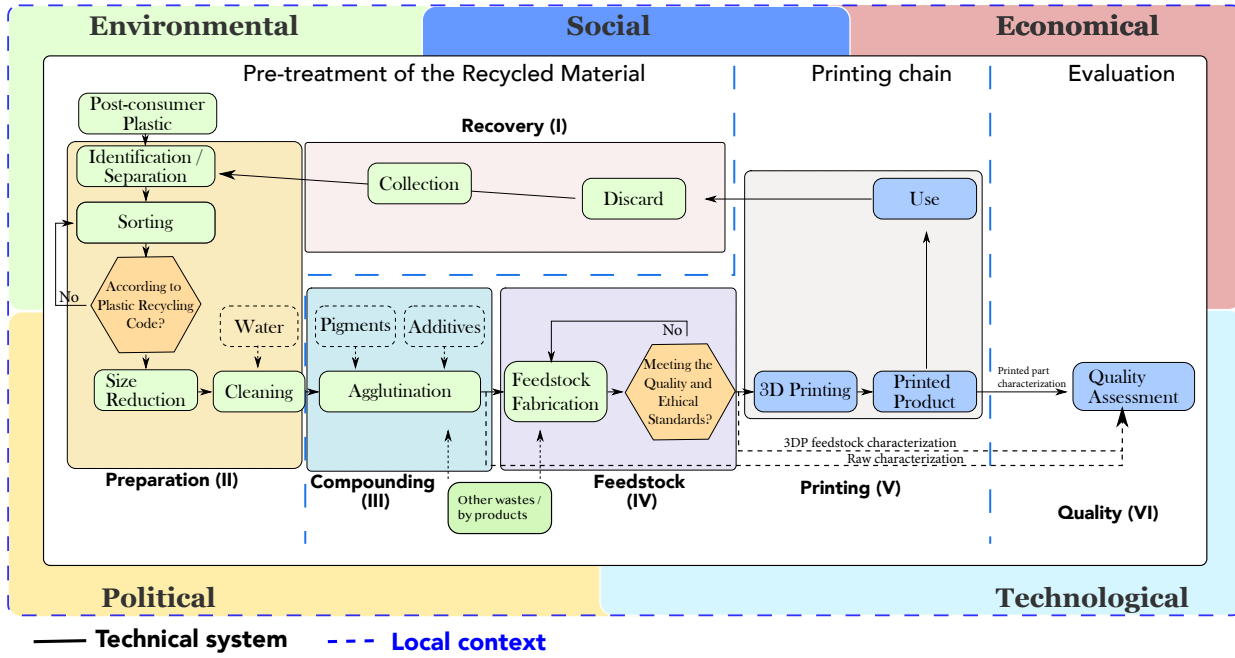 Environmental
Social
Economical
Pre-treatment of the Recycled Material
Printing chain
Evaluation
Post-consumer
Plastic
Recovery (I)
Identification /
Separation
Collection
Discard
Use
Sorting
According to
Plastic Recycling
Code?
No
Water
Pigments
Additives
No
Size
Reduction
Cleaning
Agglutination
Feedstock
Fabrication
Meeting the
Quality and
Ethical
Standards?
3D Printing
Printed
Product
Printed part
characterization
Quality
Assessment
3DP feedstock characterization
Raw characterization
Preparation (II)
Compounding
(III)
Other wastes /
by products
Feedstock
(IV)
Printing (V)
Quality (VI)
Political
Technological
Technical system
Local context